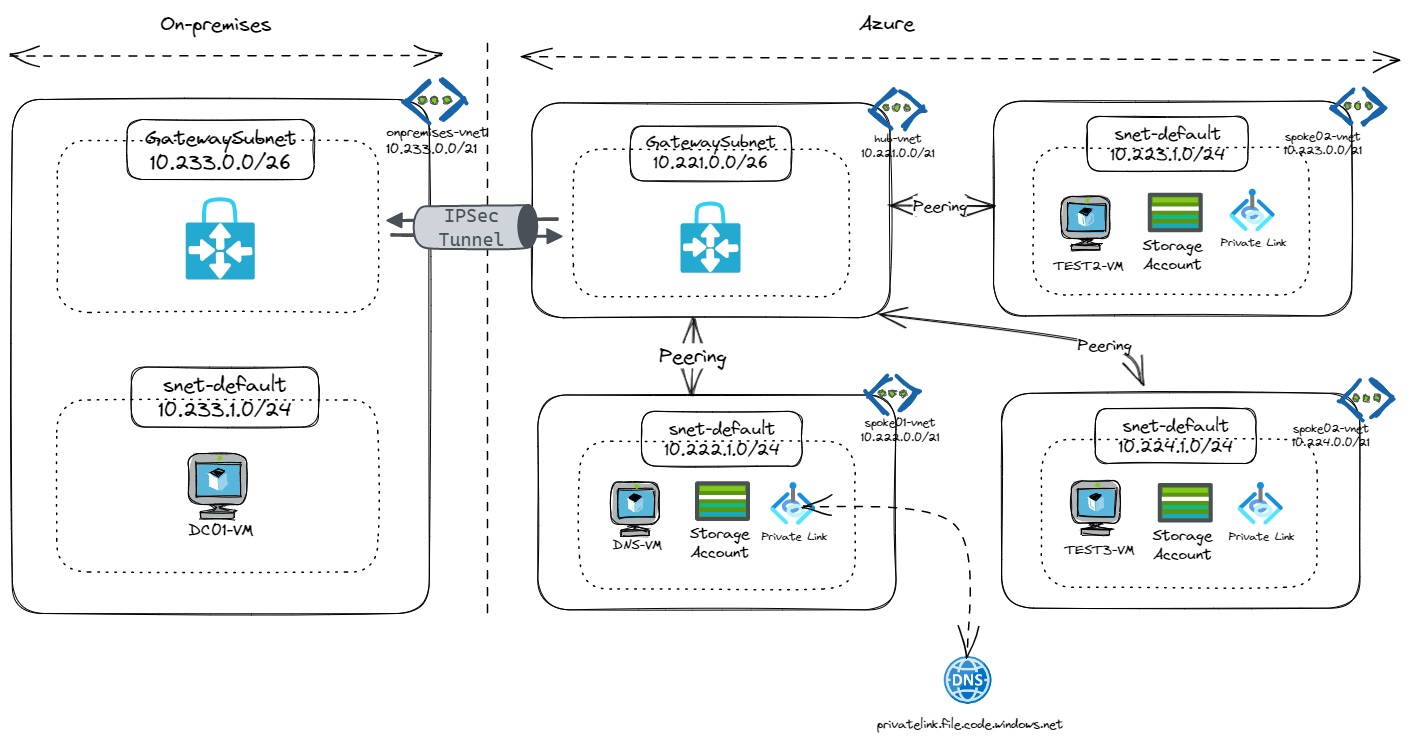 On-premises
Azure
GatewaySubnet
10.233.0.0/26
onpremises-vnet
10.233.0.0/21
IPSec
Tunnel
snet-default
10.233.1.0/24
DC01-VM
GatewaySubnet
10.221.0.0/26
hub-vnet
10.221.0.0/21
Peering
snet-default
10.223.1.0/24
spoke02-vnet
10.223.0.0/21
TEST2-VM
Storage
Account
Private Link
Peering
Peering
snet-default
10.222.1.0/24
spoke01-vnet
10.222.0.0/21
DNS-VM
Storage
Account
Private Link
snet-default
10.224.1.0/24
spoke02-vnet
10.224.0.0/21
TEST3-VM
Storage
Account
Private Link
DNS
privatelink.file.code.windows.net